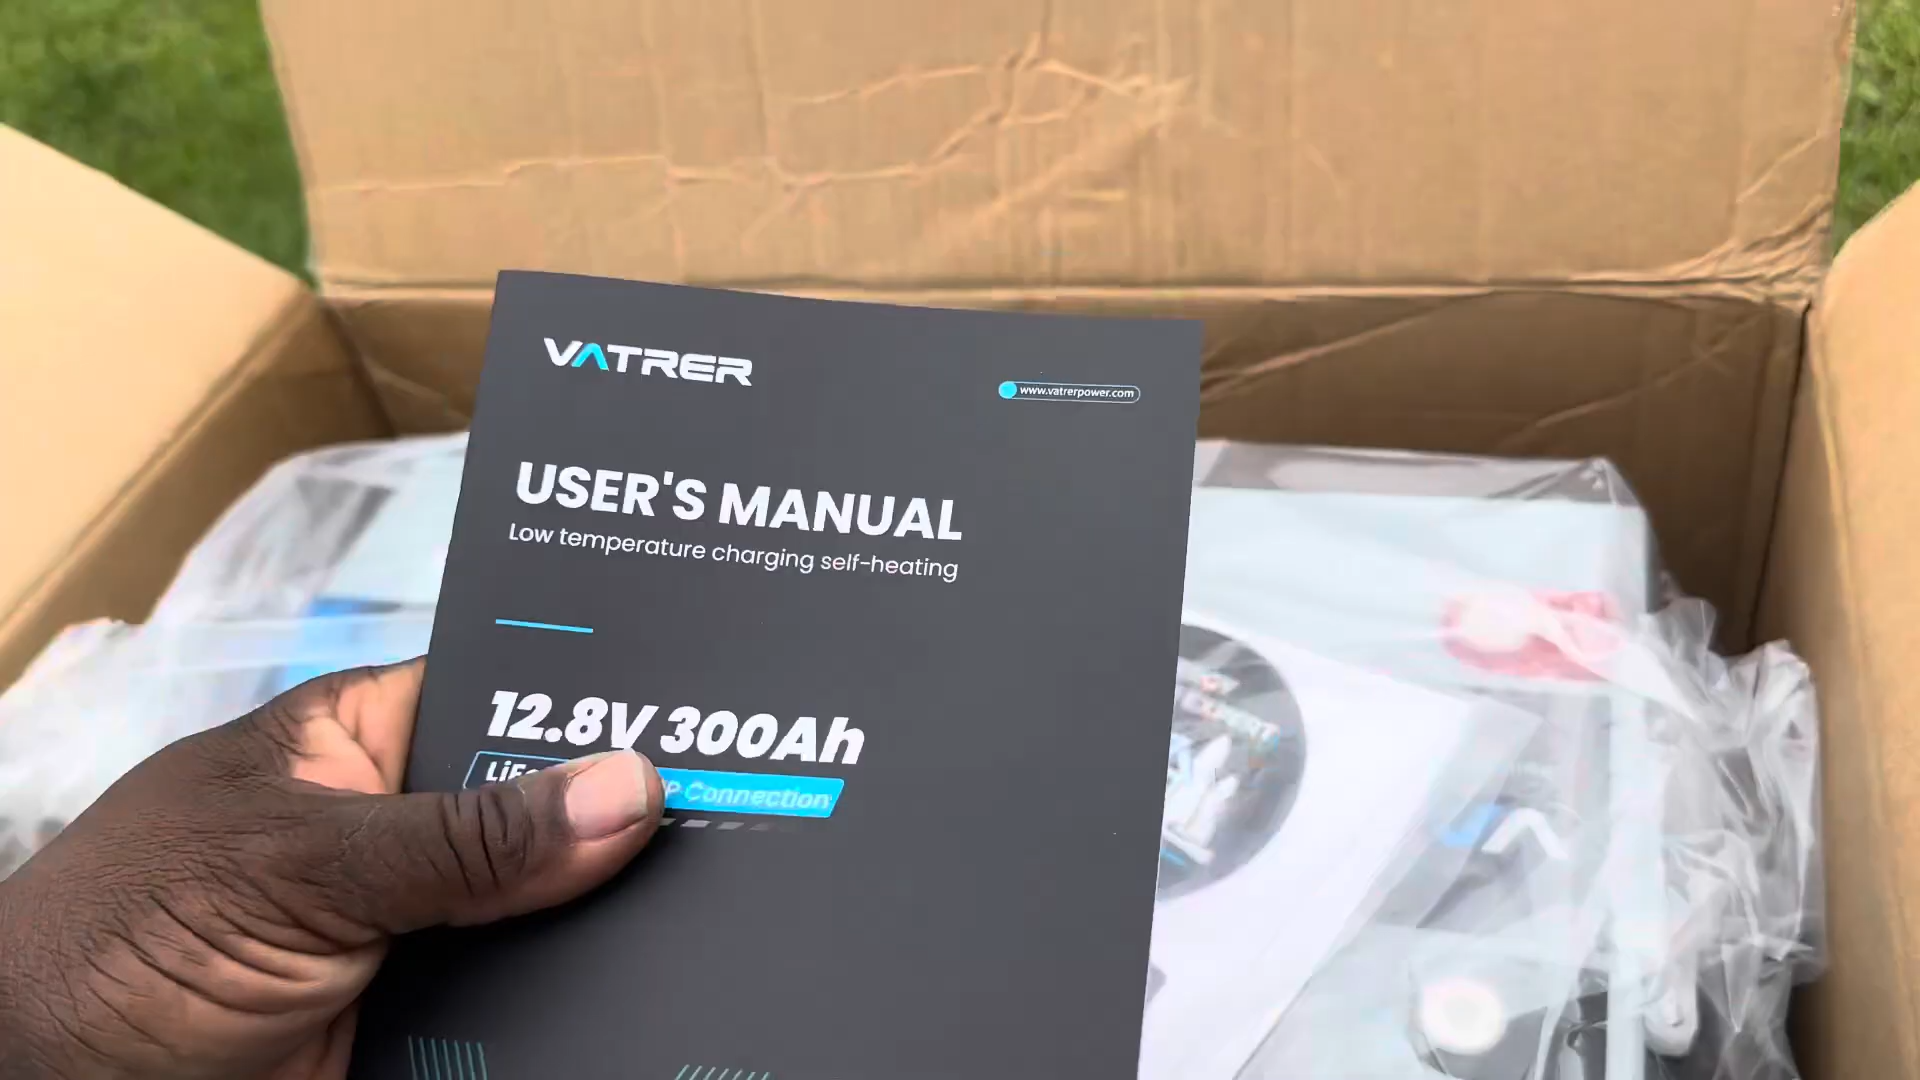 VATRER
www.vatrerpower.com
USER'S MANUAL
Low temperature charging self-heating
12.8V 300Ah
Connection